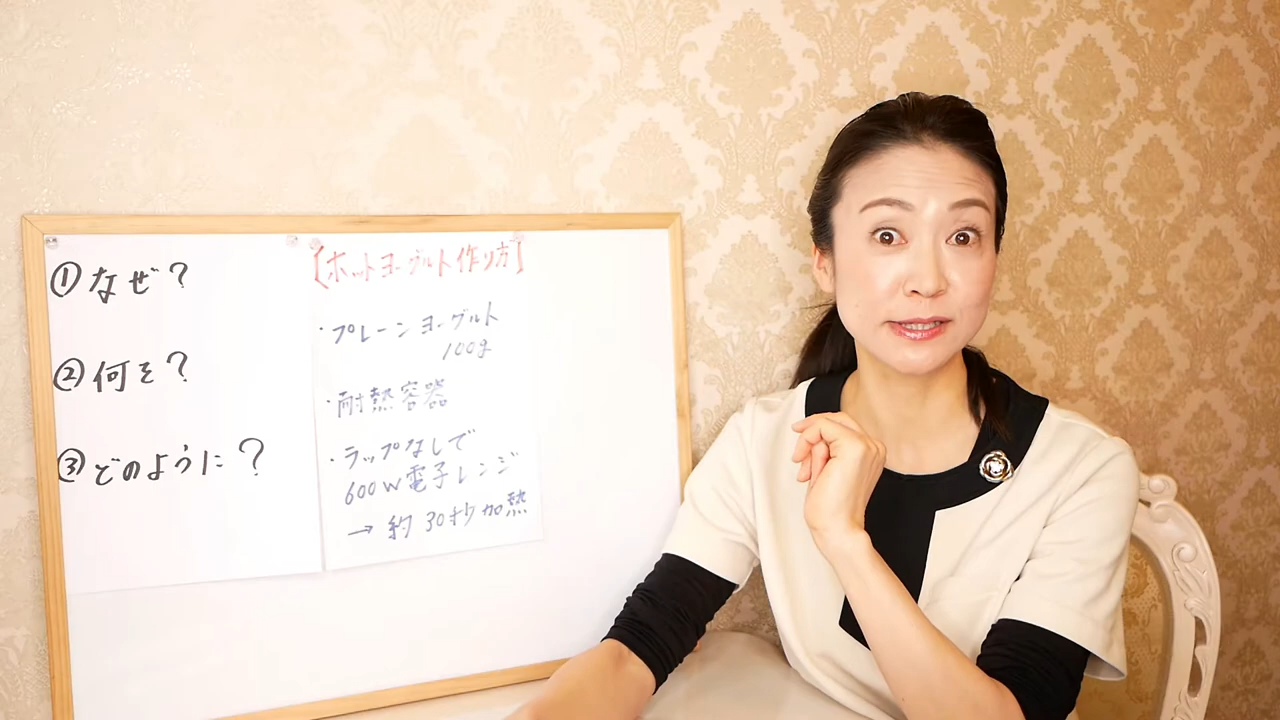 ①なぜ?
②何を?
③どのように?
【ホットヨーグルト作り方】
・プレーンヨーグルト
100g
・耐熱容器
・ラップなしで
600W電子レンジ
→ 約30秒加熱